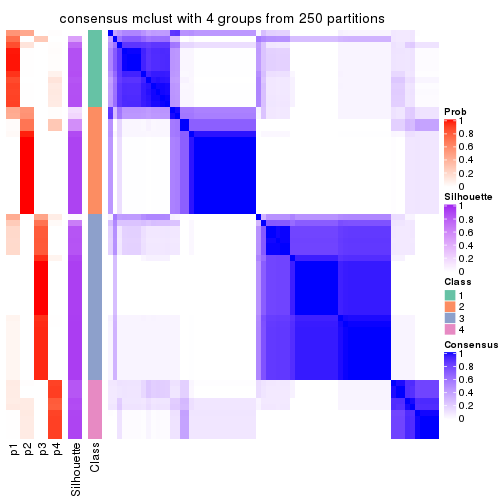 consensus mclust with 4 groups from 250 partitions
Prob
1
0.8
0.6
0.4
0.2
0
Silhouette
1
0.8
0.6
0.4
0.2
0
Class
1
2
3
4
Consensus
1
0.8
0.6
0.4
0.2
0
p1
p2
p3
p4
Silhouette
Class